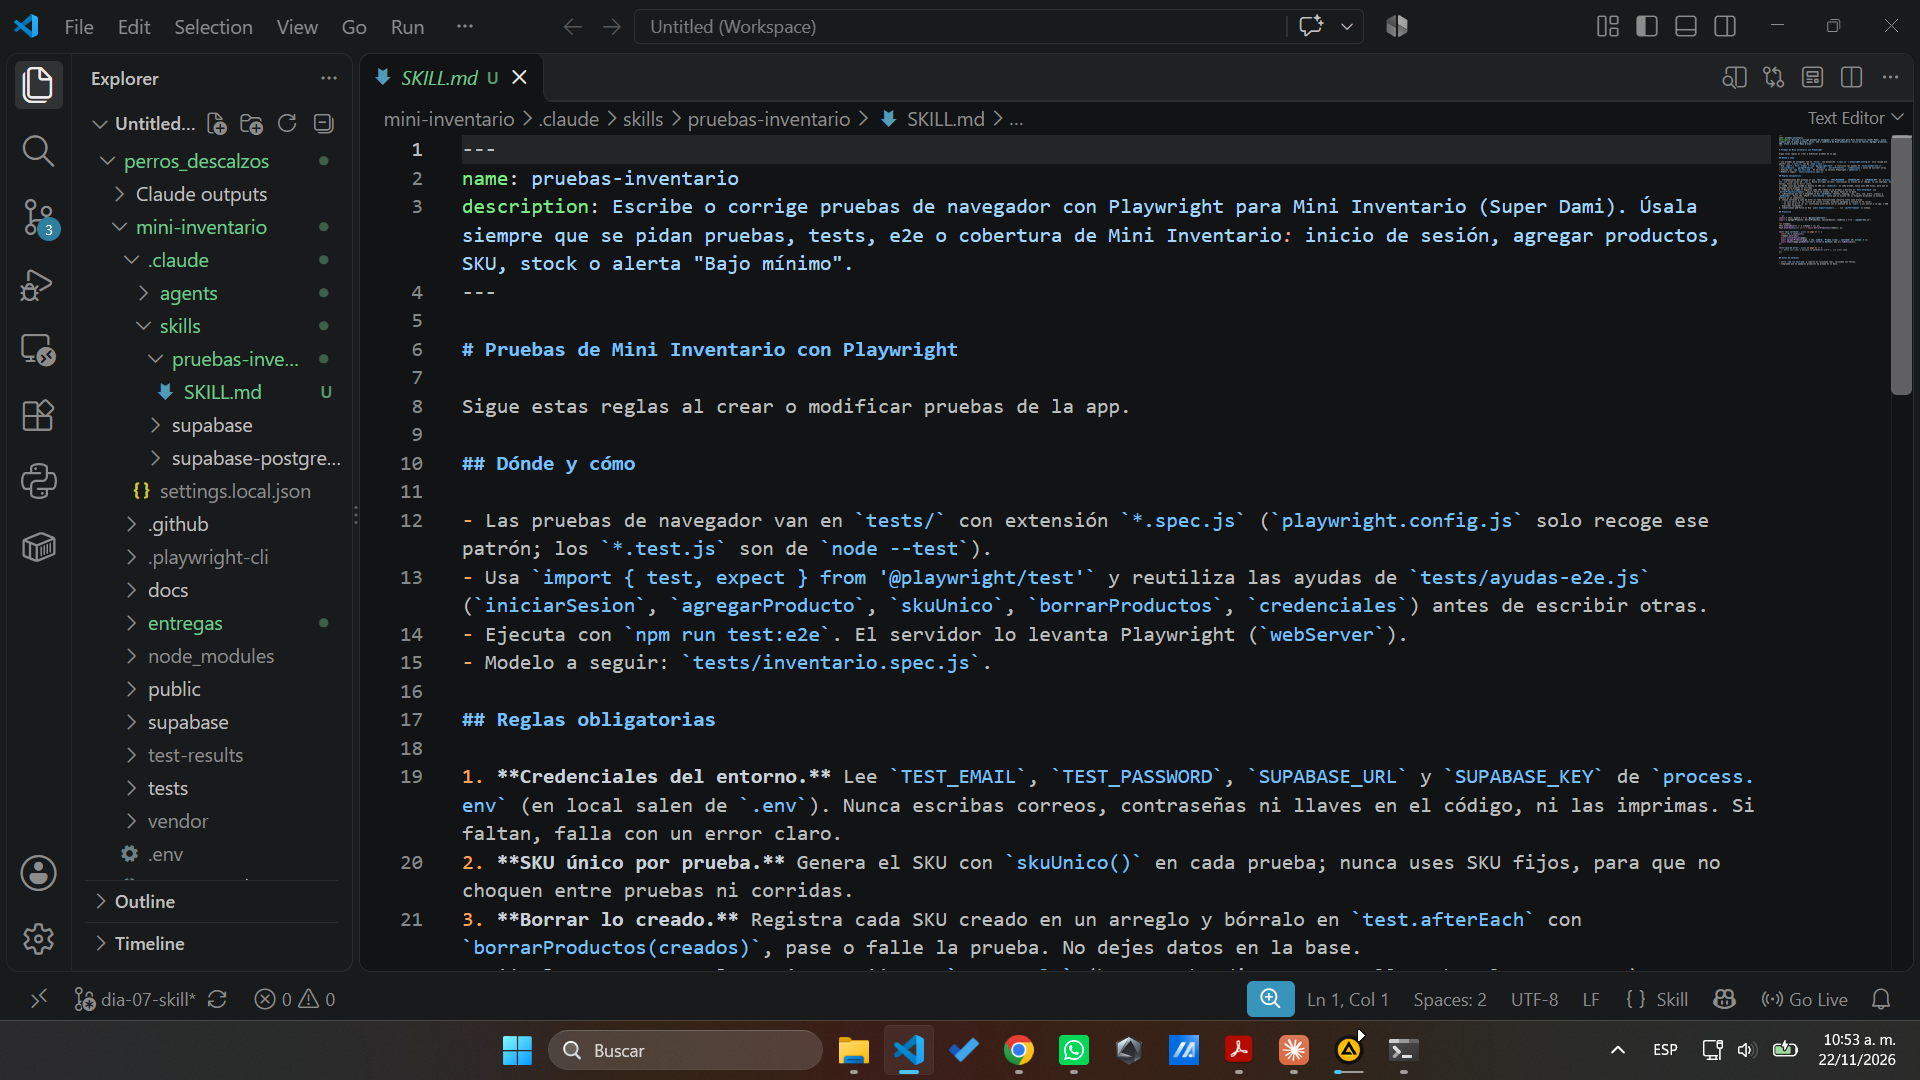 File Edit Selection View Go Run ··· Untitled (Workspace)
Explorer ···
Untitled...
perros_descalzos
Claude outputs
mini-inventario
.claude
agents
skills
pruebas-inve...
SKILL.md U
supabase
supabase-postgre...
{} settings.local.json
.github
.playwright-cli
docs
entregas
node_modules
public
supabase
test-results
tests
vendor
.env
Outline
Timeline
3
SKILL.md U
mini-inventario > .claude > skills > pruebas-inventario > SKILL.md > ...
Text Editor
1 ---
2 name: pruebas-inventario
3 description: Escribe o corrige pruebas de navegador con Playwright para Mini Inventario (Super Dami). Úsala
siempre que se pidan pruebas, tests, e2e o cobertura de Mini Inventario: inicio de sesión, agregar productos,
SKU, stock o alerta "Bajo mínimo".
4 ---
5
6 # Pruebas de Mini Inventario con Playwright
7
8 Sigue estas reglas al crear o modificar pruebas de la app.
9
10 ## Dónde y cómo
11
12 - Las pruebas de navegador van en `tests/` con extensión `*.spec.js` (`playwright.config.js` solo recoge ese
patrón; los `*.test.js` son de `node --test`).
13 - Usa `import { test, expect } from '@playwright/test'` y reutiliza las ayudas de `tests/ayudas-e2e.js`
(`iniciarSesion`, `agregarProducto`, `skuUnico`, `borrarProductos`, `credenciales`) antes de escribir otras.
14 - Ejecuta con `npm run test:e2e`. El servidor lo levanta Playwright (`webServer`).
15 - Modelo a seguir: `tests/inventario.spec.js`.
16
17 ## Reglas obligatorias
18
19 1. **Credenciales del entorno.** Lee `TEST_EMAIL`, `TEST_PASSWORD`, `SUPABASE_URL` y `SUPABASE_KEY` de `process.
env` (en local salen de `.env`). Nunca escribas correos, contraseñas ni llaves en el código, ni las imprimas. Si
faltan, falla con un error claro.
20 2. **SKU único por prueba.** Genera el SKU con `skuUnico()` en cada prueba; nunca uses SKU fijos, para que no
choquen entre pruebas ni corridas.
21 3. **Borrar lo creado.** Registra cada SKU creado en un arreglo y bórralo en `test.afterEach` con
`borrarProductos(creados)`, pase o falle la prueba. No dejes datos en la base.
dia-07-skill* 0 0 Ln 1, Col 1 Spaces: 2 UTF-8 LF {} Skill Go Live
Buscar ESP 10:53 a. m.
22/11/2026